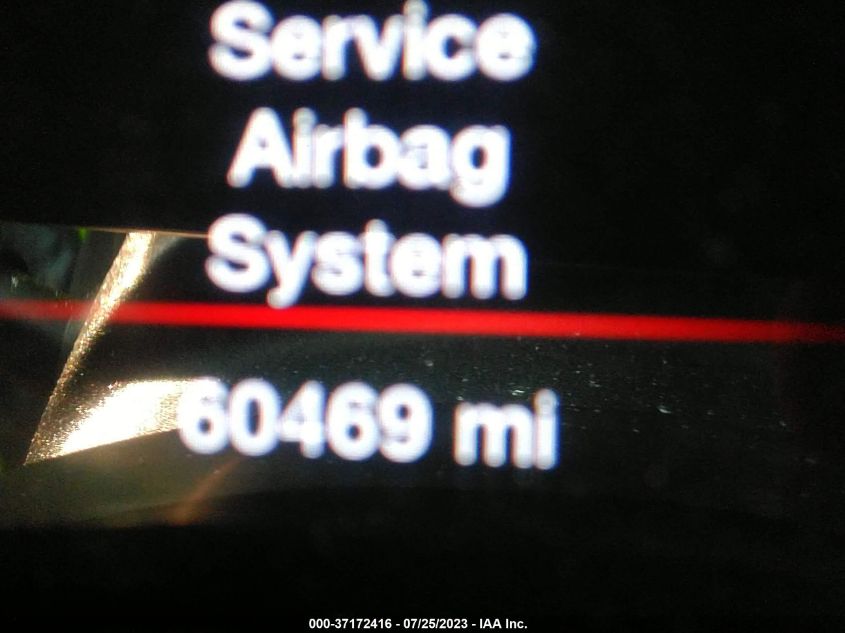 Service
Airbag
System
60469 mi
000-37172416 - 07/25/2023 - IAA Inc.